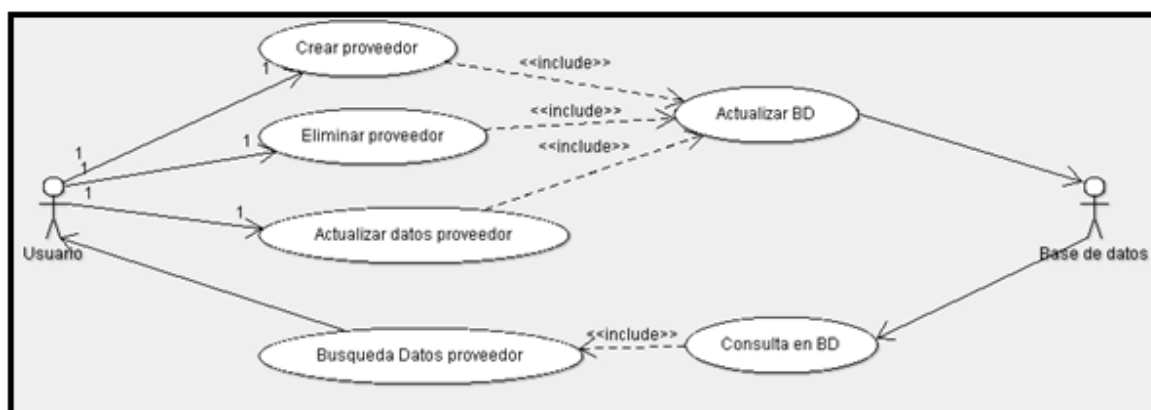 Crear proveedor
1
<<include>>
Eliminar proveedor
1
<<include>>
Actualizar BD
<<include>>
1
1
1
Actualizar datos proveedor
1
Usuario
Base de datos
Busqueda Datos proveedor
<<include>>
Consulta en BD